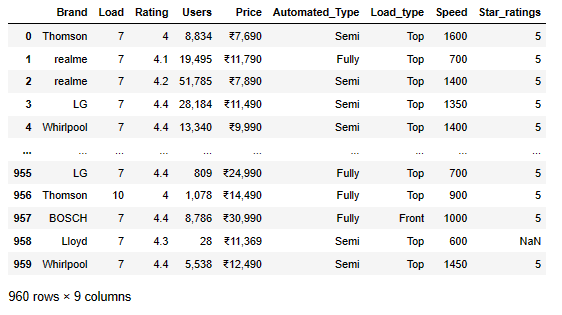 Brand Load Rating Users Price Automated_Type Load_type Speed Star_ratings
0 Thomson 7 4 8,834 ₹7,690 Semi Top 1600 5
1 realme 7 4.1 19,495 ₹11,790 Fully Top 700 5
2 realme 7 4.2 51,785 ₹7,890 Semi Top 1400 5
3 LG 7 4.4 28,184 ₹11,490 Semi Top 1350 5
4 Whirlpool 7 4.4 13,340 ₹9,990 Semi Top 1400 5
... ... ... ... ... ... ... ... ... ...
955 LG 7 4.4 809 ₹24,990 Fully Top 700 5
956 Thomson 10 4 1,078 ₹14,490 Fully Top 900 5
957 BOSCH 7 4.4 8,786 ₹30,990 Fully Front 1000 5
958 Lloyd 7 4.3 28 ₹11,369 Semi Top 600 NaN
959 Whirlpool 7 4.4 5,538 ₹12,490 Semi Top 1450 5
960 rows × 9 columns